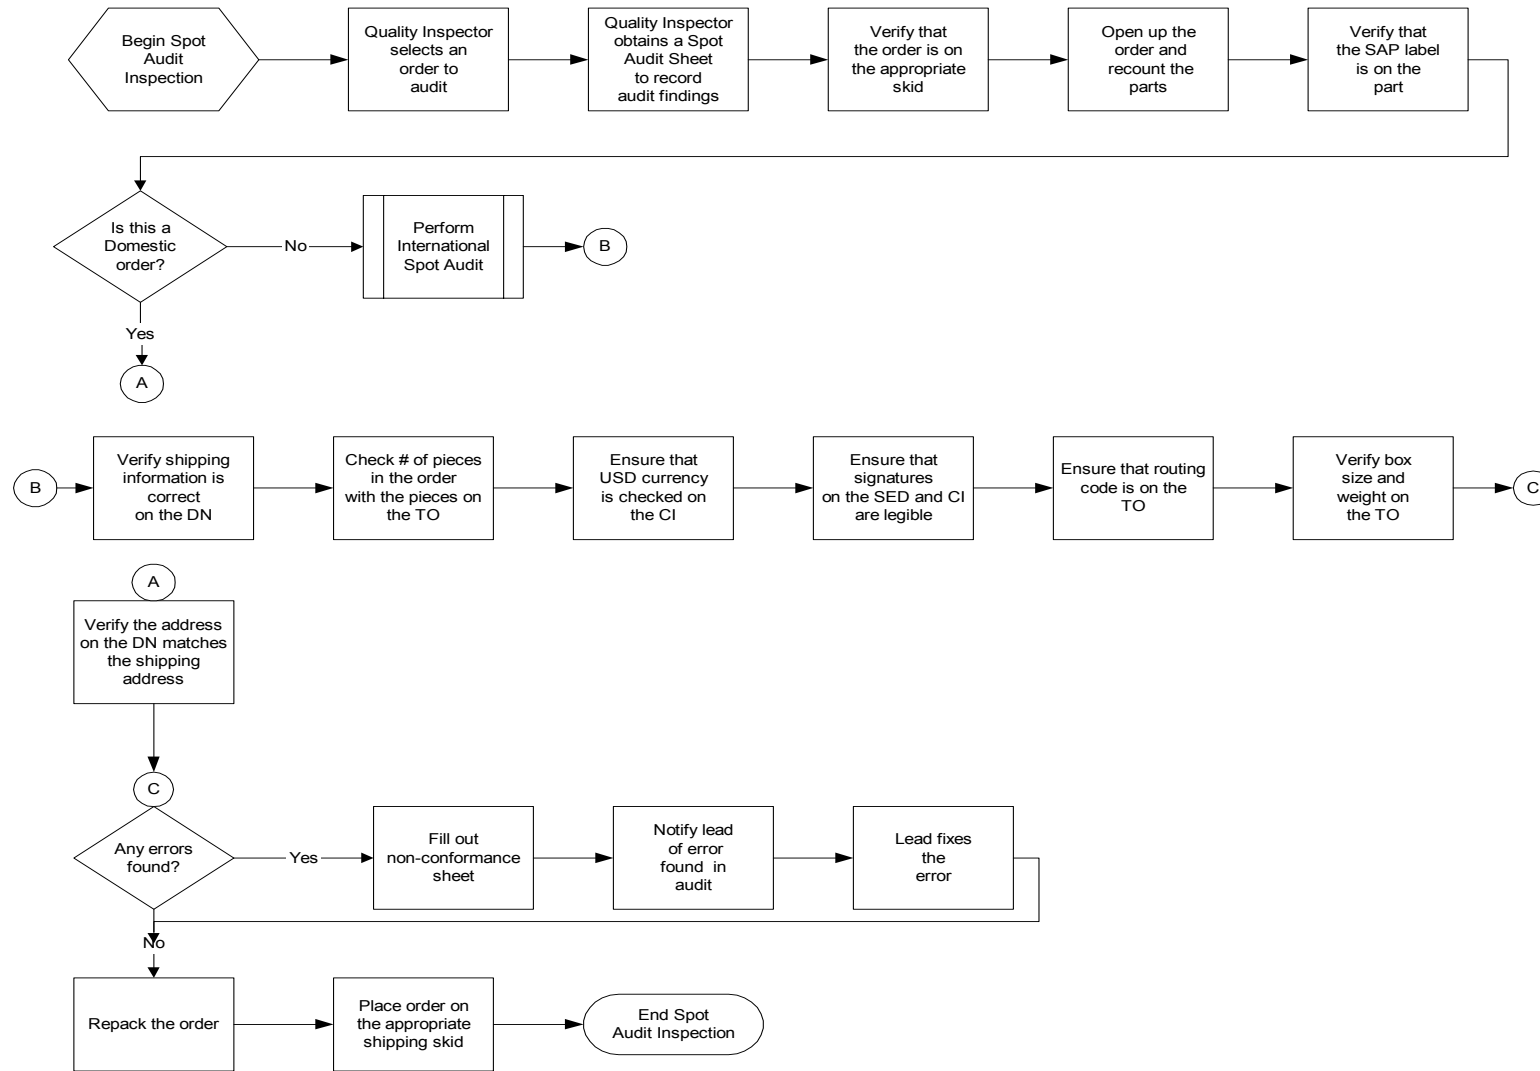 Begin Spot
Audit
Inspection
Quality Inspector
selects an
order to
audit
Quality Inspector
obtains a Spot
Audit Sheet
to record
audit findings
Verify that
the order is on
the appropriate
skid
Open up the
order and
recount the
parts
Verify that
the SAP label
is on the
part
Is this a
Domestic
order?
No
Perform
International
Spot Audit
B
Yes
A
B
Verify shipping
information is
correct
on the DN
Check # of pieces
in the order
with the pieces on
the TO
Ensure that
USD currency
is checked on
the CI
Ensure that
signatures
on the SED and CI
are legible
Ensure that routing
code is on the
TO
Verify box
size and
weight on
the TO
C
A
Verify the address
on the DN matches
the shipping
address
C
Any errors
found?
Yes
Fill out
non-conformance
sheet
Notify lead
of error
found in
audit
Lead fixes
the
error
No
Repack the order
Place order on
the appropriate
shipping skid
End Spot
Audit Inspection